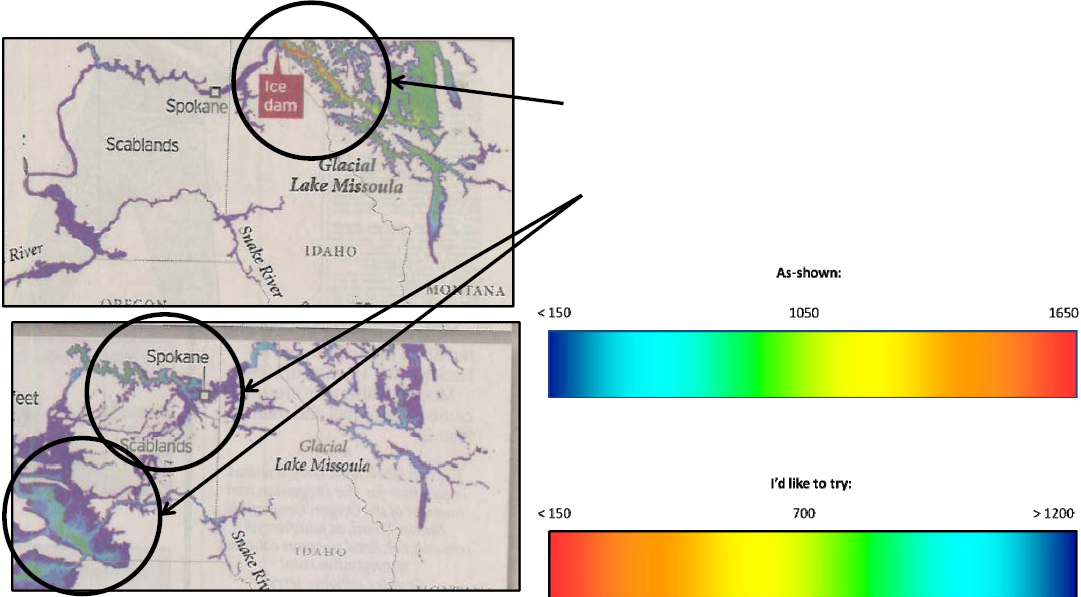 Ice
dam
Spokane
Scablands
Glacial
Lake Missoula
River
Snake River
IDAHO
MONTANA
OREGON
Spokane
feet
Scablands
Glacial
Lake Missoula
Snake Riv
IDAHO
As-shown:
< 150 1050 1650
I'd like to try:
< 150 700 > 1200